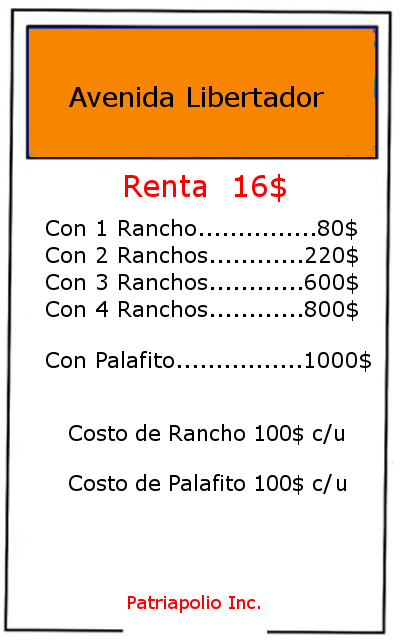 Avenida Libertador
Renta 16$
Con 1 Rancho...............80$
Con 2 Ranchos............220$
Con 3 Ranchos............600$
Con 4 Ranchos............800$
Con Palafito................1000$
Costo de Rancho 100$ c/u
Costo de Palafito 100$ c/u
Patriapolio Inc.